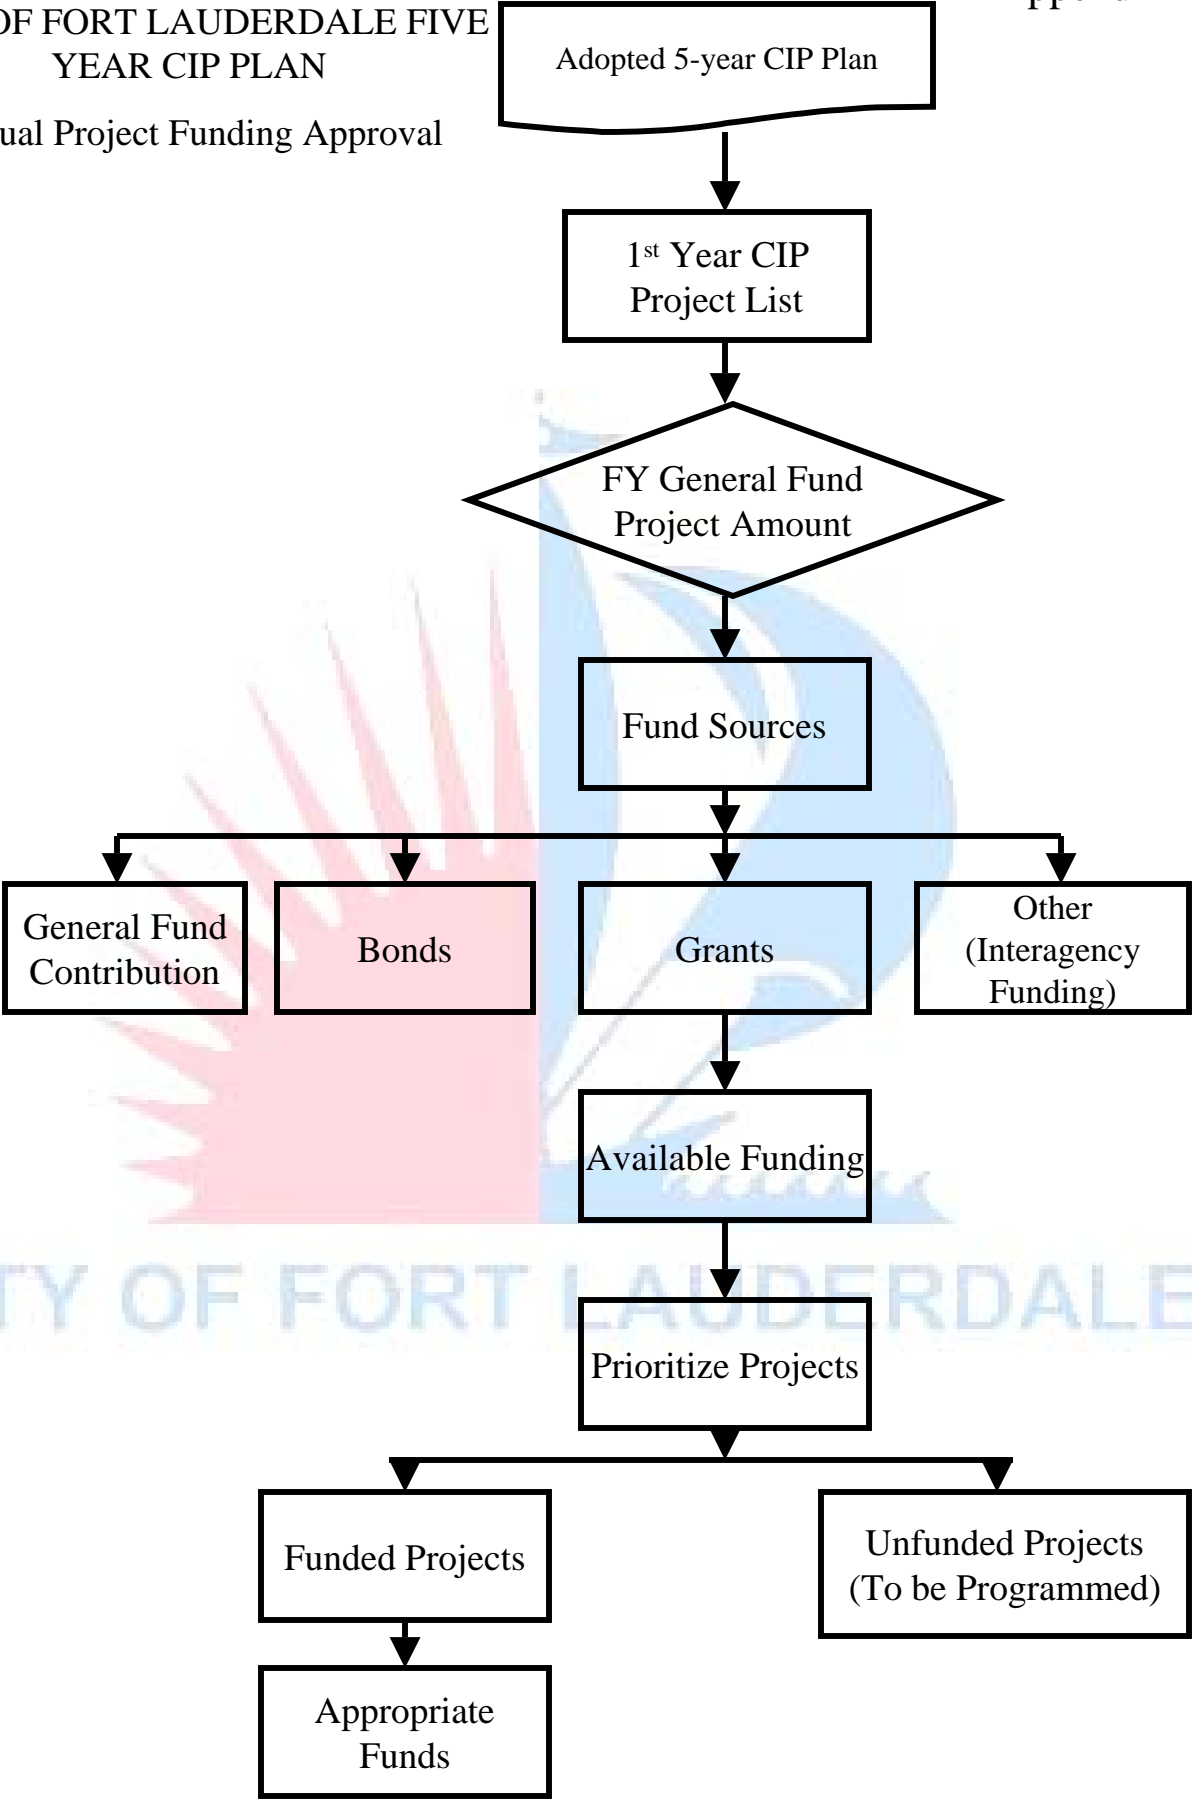 OF FORT LAUDERDALE FIVE
YEAR CIP PLAN
ual Project Funding Approval
Adopted 5-year CIP Plan
1st Year CIP
Project List
FY General Fund
Project Amount
Fund Sources
General Fund
Contribution
Bonds
Grants
Other
(Interagency
Funding)
Available Funding
TY OF FORT LAUDERDALE
Prioritize Projects
Funded Projects
Unfunded Projects
(To be Programmed)
Appropriate
Funds